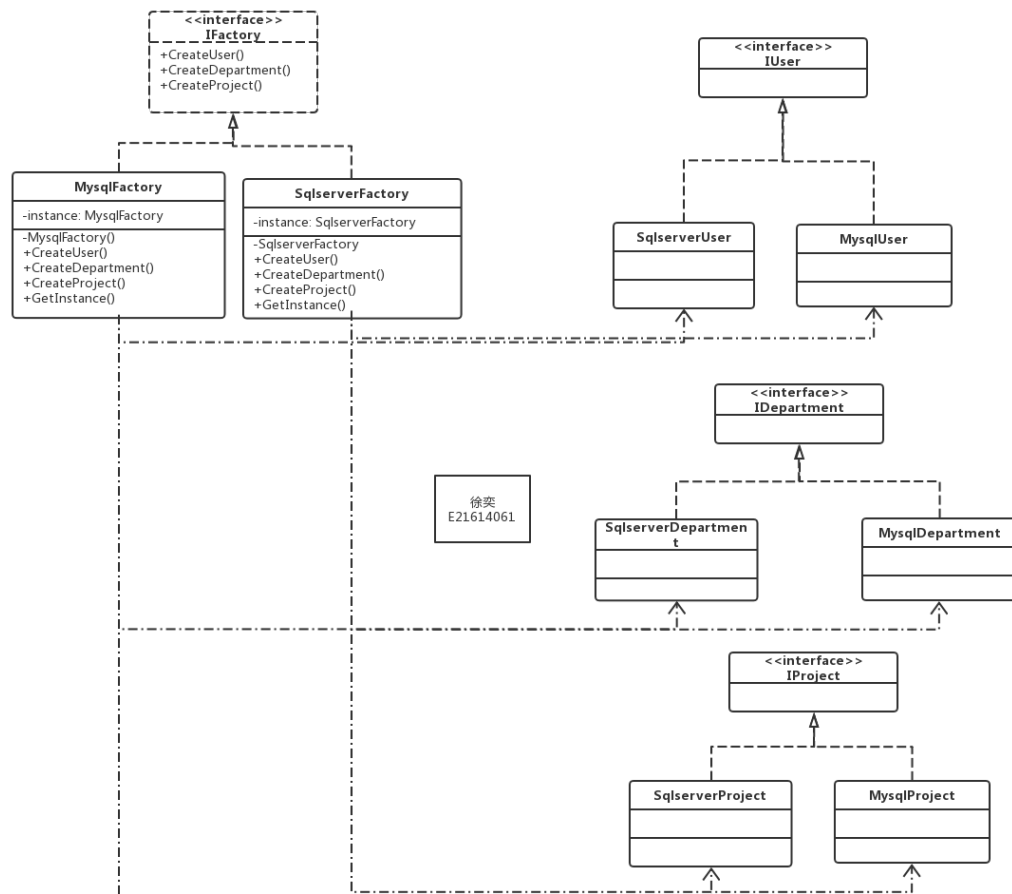 <<interface>>
IFactory
+CreateUser()
+CreateDepartment()
+CreateProject()
MysqlFactory
-instance: MysqlFactory
-MysqlFactory()
+CreateUser()
+CreateDepartment()
+CreateProject()
+GetInstance()
SqlserverFactory
-instance: SqlserverFactory
-SqlserverFactory
+CreateUser()
+CreateDepartment()
+CreateProject()
+GetInstance()
<<interface>>
IUser
SqlserverUser
MysqlUser
<<interface>>
IDepartment
徐奕
E21614061
SqlserverDepartmen
t
MysqlDepartment
<<interface>>
IProject
SqlserverProject
MysqlProject